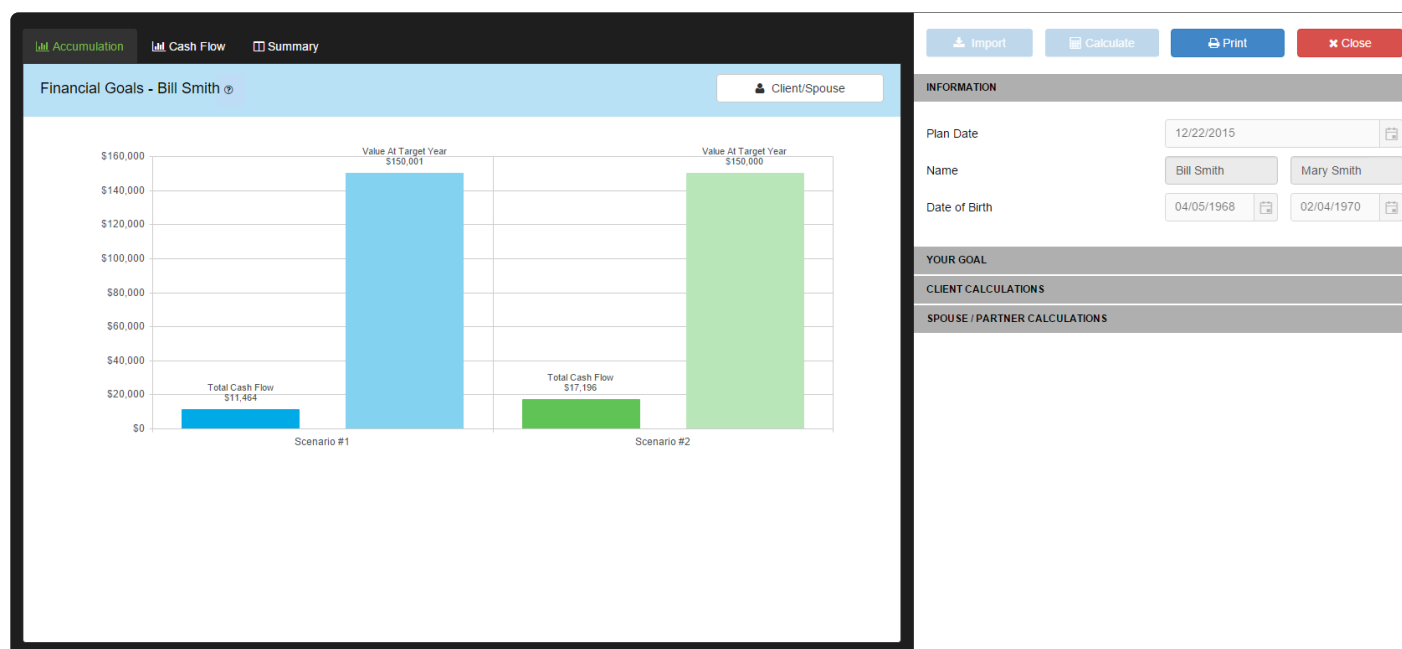 Accumulation Cash Flow Summary
Import Calculate Print Close
Financial Goals - Bill Smith
Client/Spouse
INFORMATION
Plan Date 12/22/2015
Name Bill Smith Mary Smith
Date of Birth 04/05/1968 02/04/1970
YOUR GOAL
CLIENT CALCULATIONS
SPOUSE / PARTNER CALCULATIONS
Value At Target Year
$150,001
Value At Target Year
$150,000
$160,000
$140,000
$120,000
$100,000
$80,000
$60,000
$40,000
$20,000
$0
Total Cash Flow
$11,464
Total Cash Flow
$17,196
Scenario #1
Scenario #2